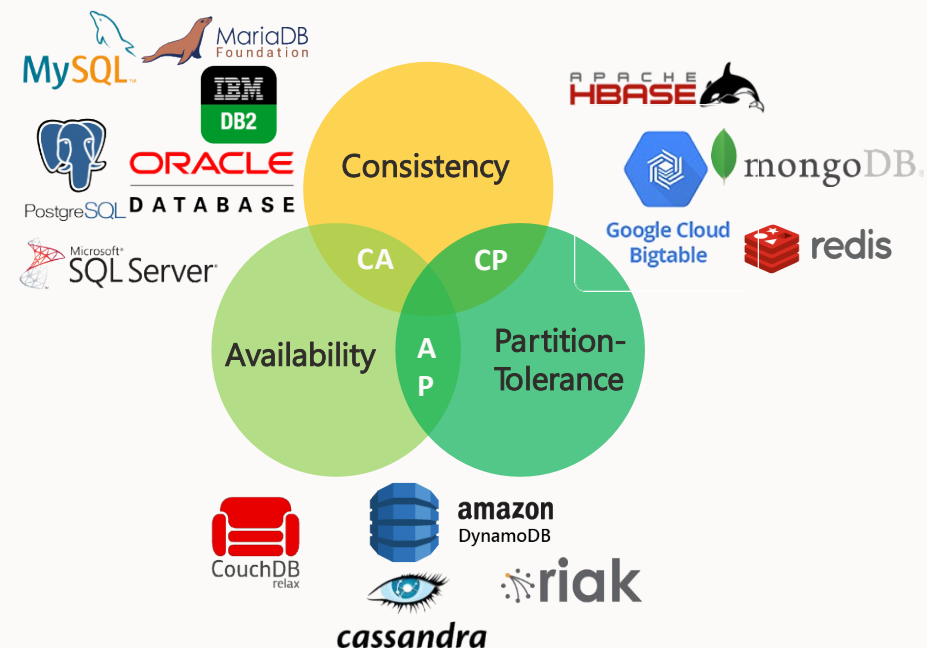 MySQL™
MariaDB
Foundation
IBM
DB2
PostgreSQL
ORACLE
DATABASE
Microsoft®
SQL Server®
APACHE
HBASE
mongoDB®
Google Cloud
Bigtable
redis
Consistency
CA
CP
Availability
A
P
Partition-
Tolerance
CouchDB
relax
amazon
DynamoDB
cassandra
riak